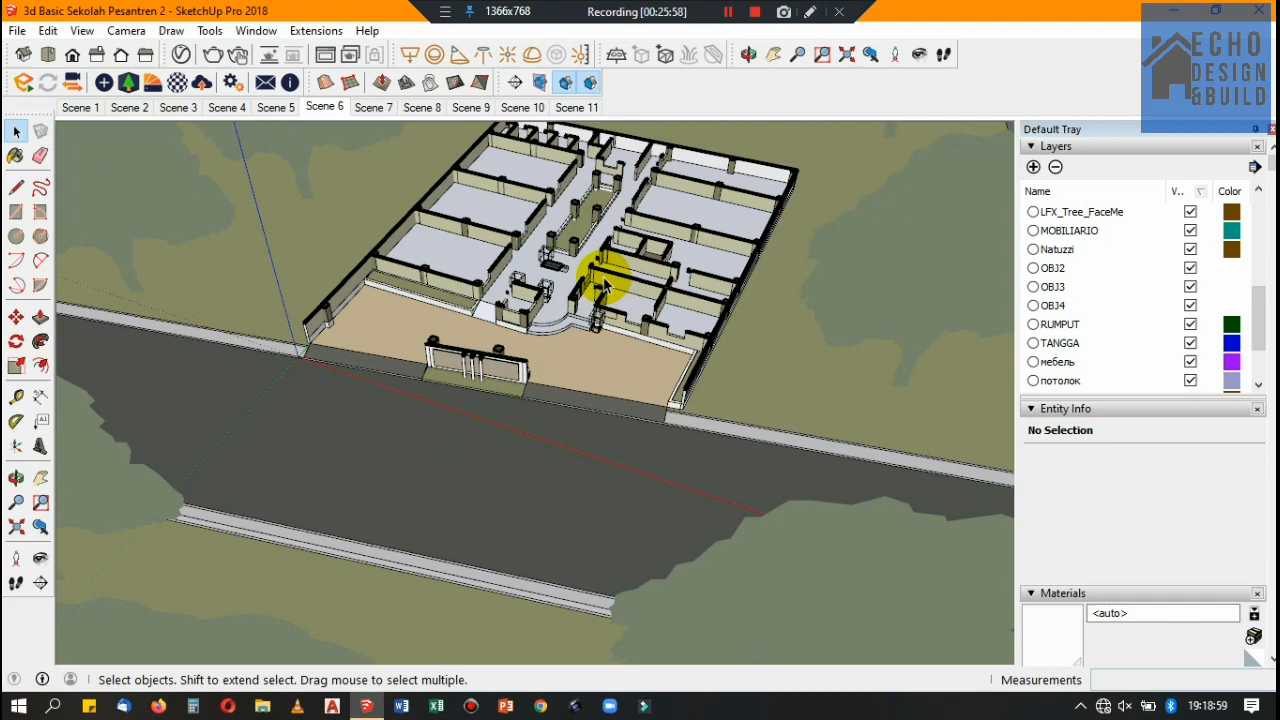 3d Basic Sekolah Pesantren 2 - SketchUp Pro 2018
1366x768
Recording [00:25:58]
File Edit View Camera Draw Tools Window Extensions Help
ECHO
DESIGN
&BUILD
Scene 1 Scene 2 Scene 3 Scene 4 Scene 5 Scene 6 Scene 7 Scene 8 Scene 9 Scene 10 Scene 11
Default Tray
Layers
Name V.. Color
LFX_Tree_FaceMe
MOBILIARIO
Natuzzi
OBJ2
OBJ3
OBJ4
RUMPUT
TANGGA
мебель
потолок
Entity Info
No Selection
Materials
<auto>
Select objects. Shift to extend select. Drag mouse to select multiple.
Measurements
19:18:59